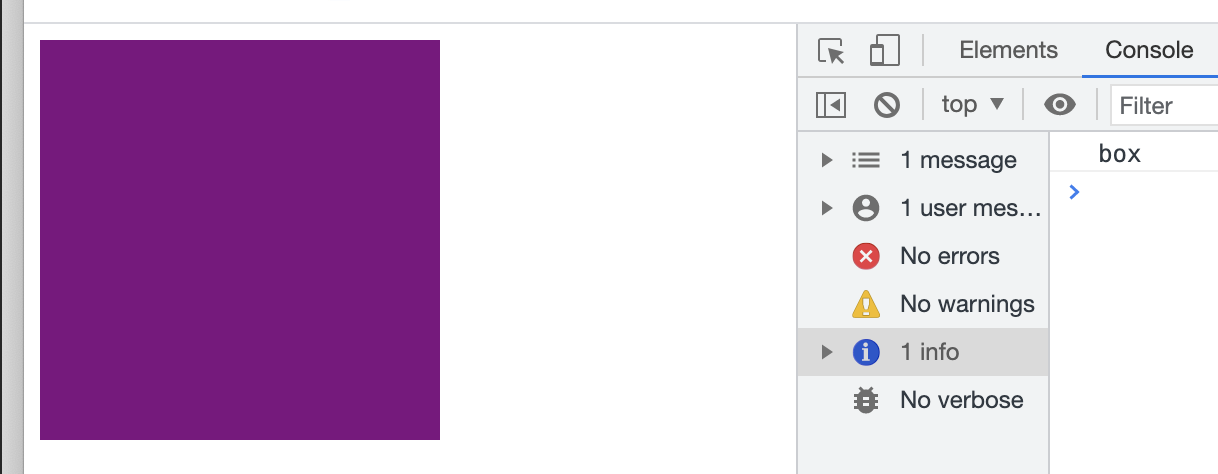 Elements Console
top Filter
1 message
1 user mes…
No errors
No warnings
1 info
No verbose
box